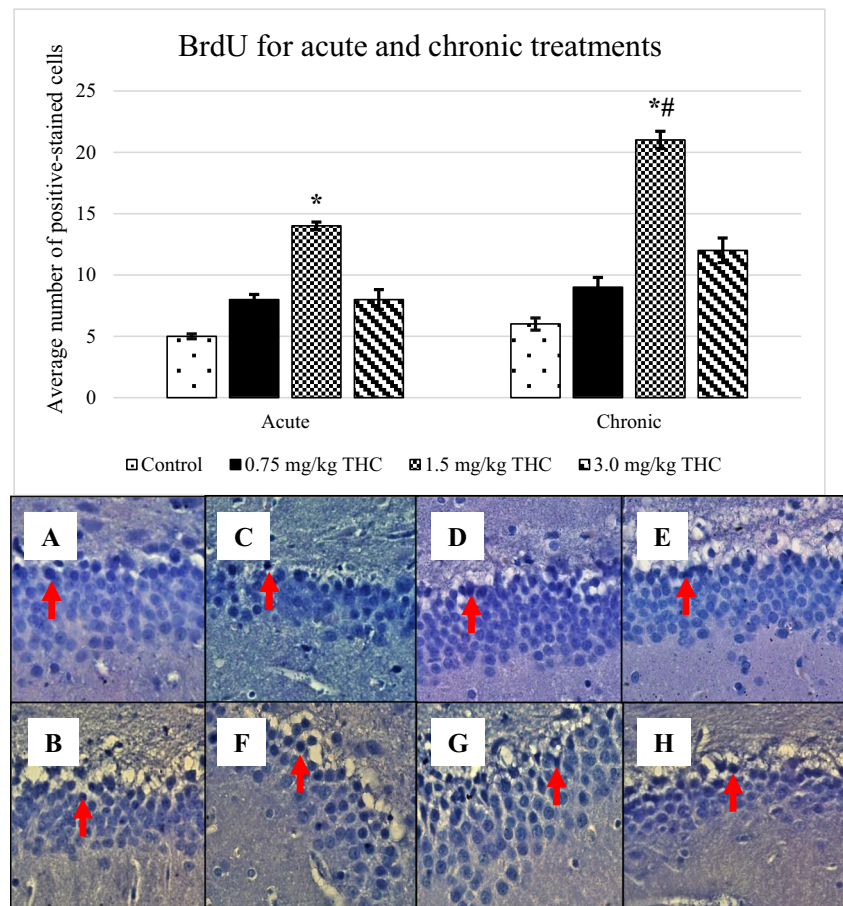 BrdU for acute and chronic treatments
Average number of positive-stained cells
25
20
15
10
5
0
*
*#
Acute
Chronic
Control
0.75 mg/kg THC
1.5 mg/kg THC
3.0 mg/kg THC
A
C
D
E
B
F
G
H